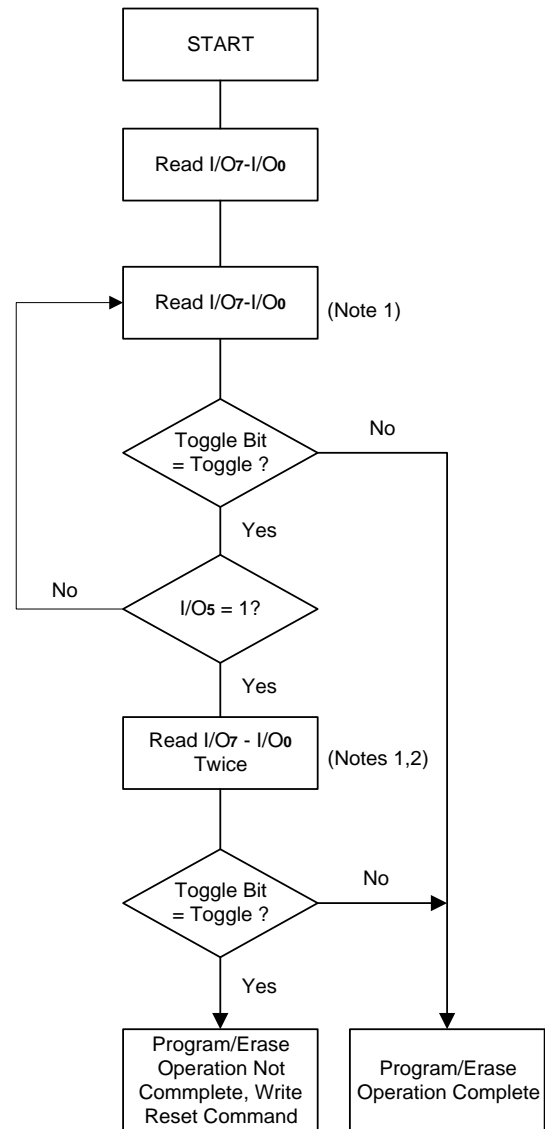 START
Read I/O7-I/O0
Read I/O7-I/O0
(Note 1)
Toggle Bit
= Toggle ?
No
Yes
No
I/O5 = 1?
Yes
Read I/O7 - I/O0
Twice
(Notes 1,2)
Toggle Bit
= Toggle ?
No
Yes
Program/Erase
Operation Not
Commplete, Write
Reset Command
Program/Erase
Operation Complete